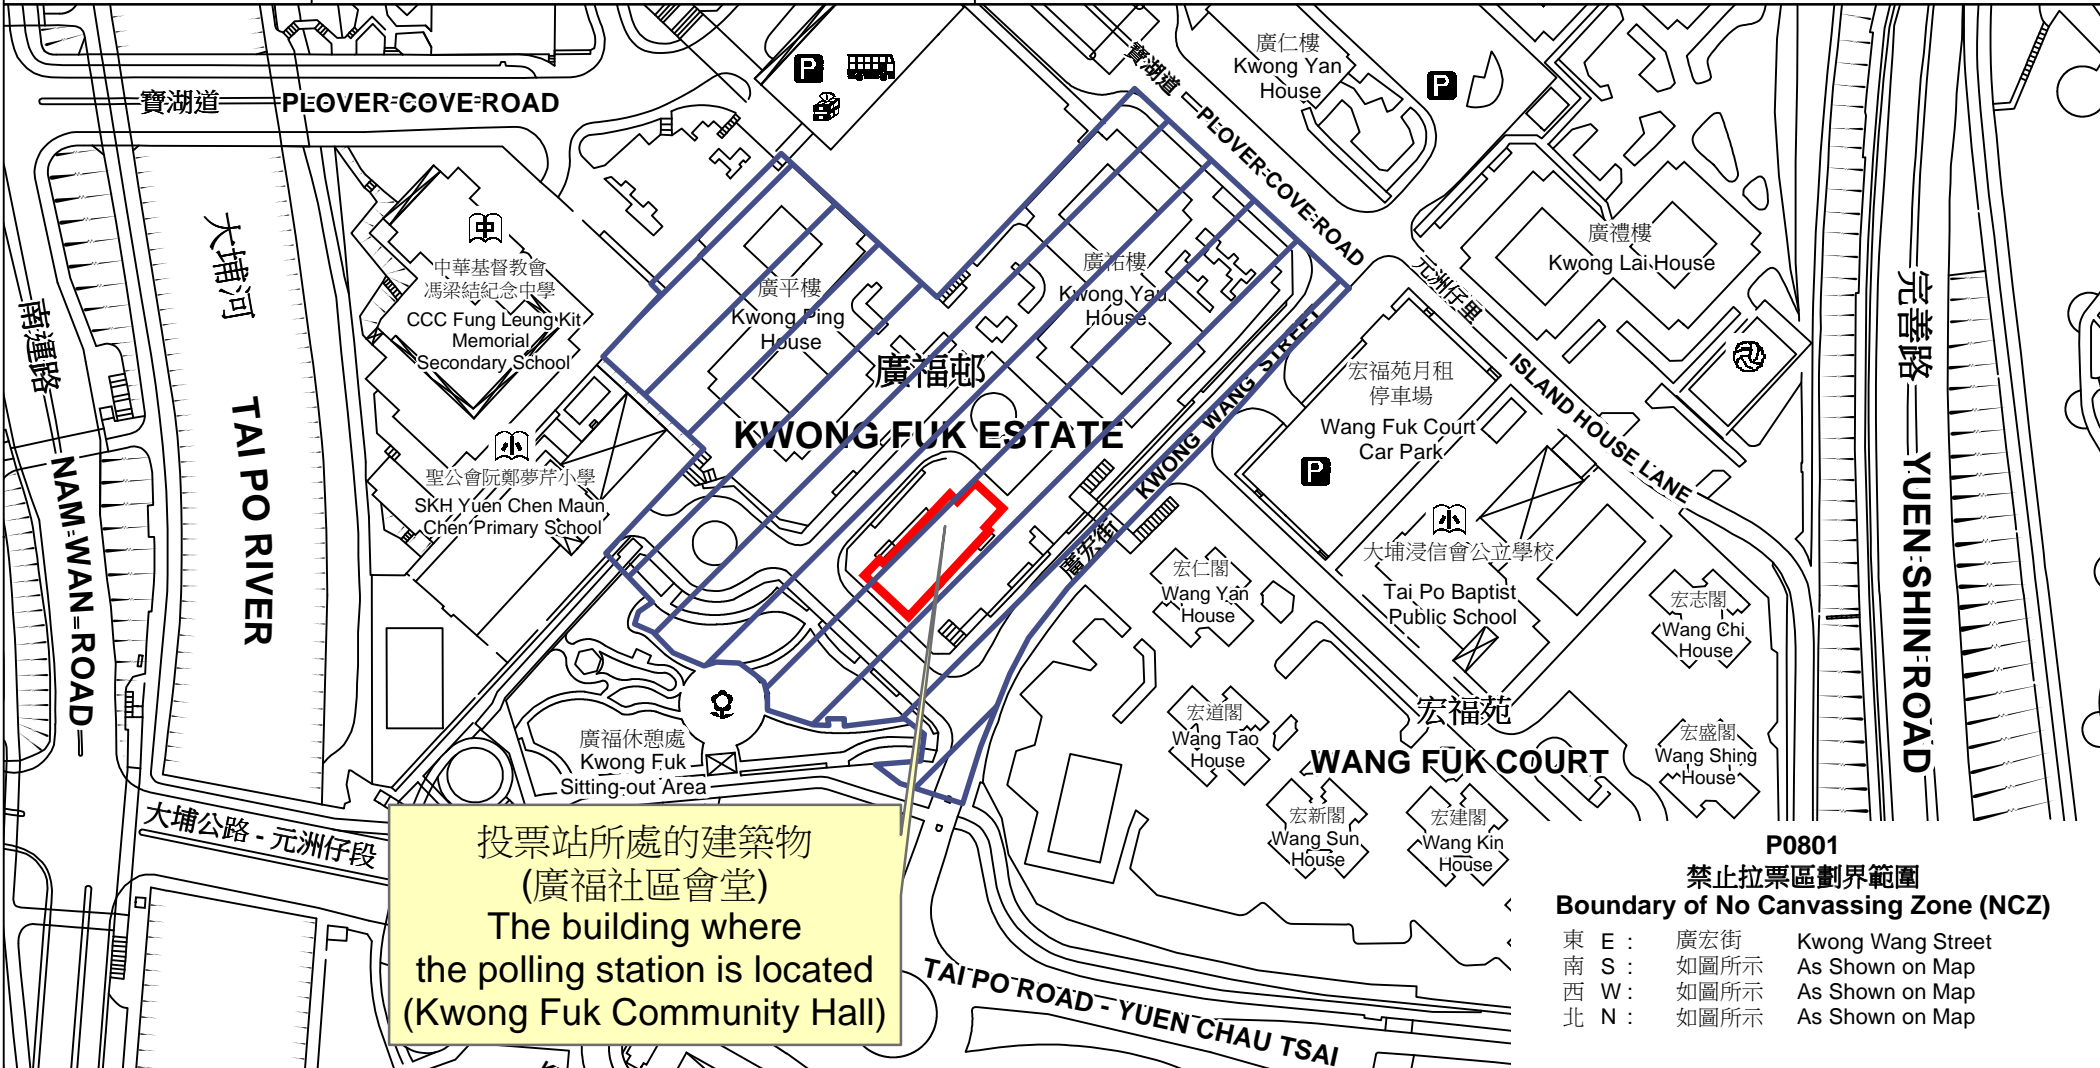 寶湖道
PLOVER COVE ROAD
寶湖道
PLOVER COVE ROAD
廣仁樓
Kwong Yan
House
P
P
大埔河
TAI PO RIVER
南運路
NAM WAN ROAD
中
中華基督教會
馮梁結紀念中學
CCC Fung Leung Kit
Memorial
Secondary School
小
聖公會阮鄭夢芹小學
SKH Yuen Chen Maun
Chen Primary School
廣平樓
Kwong Ping
House
廣祐樓
Kwong Yau
House
廣福邨
KWONG FUK ESTATE
KWONG WANG STREET
廣宏街
廣禮樓
Kwong Lai House
元洲仔里
ISLAND HOUSE LANE
宏福苑月租
停車場
Wang Fuk Court
Car Park
P
小
大埔浸信會公立學校
Tai Po Baptist
Public School
完善路
YUEN SHIN ROAD
宏仁閣
Wang Yan
House
宏志閣
Wang Chi
House
宏道閣
Wang Tao
House
宏福苑
WANG FUK COURT
宏盛閣
Wang Shing
House
宏新閣
Wang Sun
House
宏建閣
Wang Kin
House
廣福休憩處
Kwong Fuk
Sitting-out Area
大埔公路 - 元洲仔段
TAI PO ROAD - YUEN CHAU TSAI
投票站所處的建築物
(廣福社區會堂)
The building where
the polling station is located
(Kwong Fuk Community Hall)
P0801
禁止拉票區劃界範圍
Boundary of No Canvassing Zone (NCZ)
東 E : 廣宏街 Kwong Wang Street
南 S : 如圖所示 As Shown on Map
西 W : 如圖所示 As Shown on Map
北 N : 如圖所示 As Shown on Map